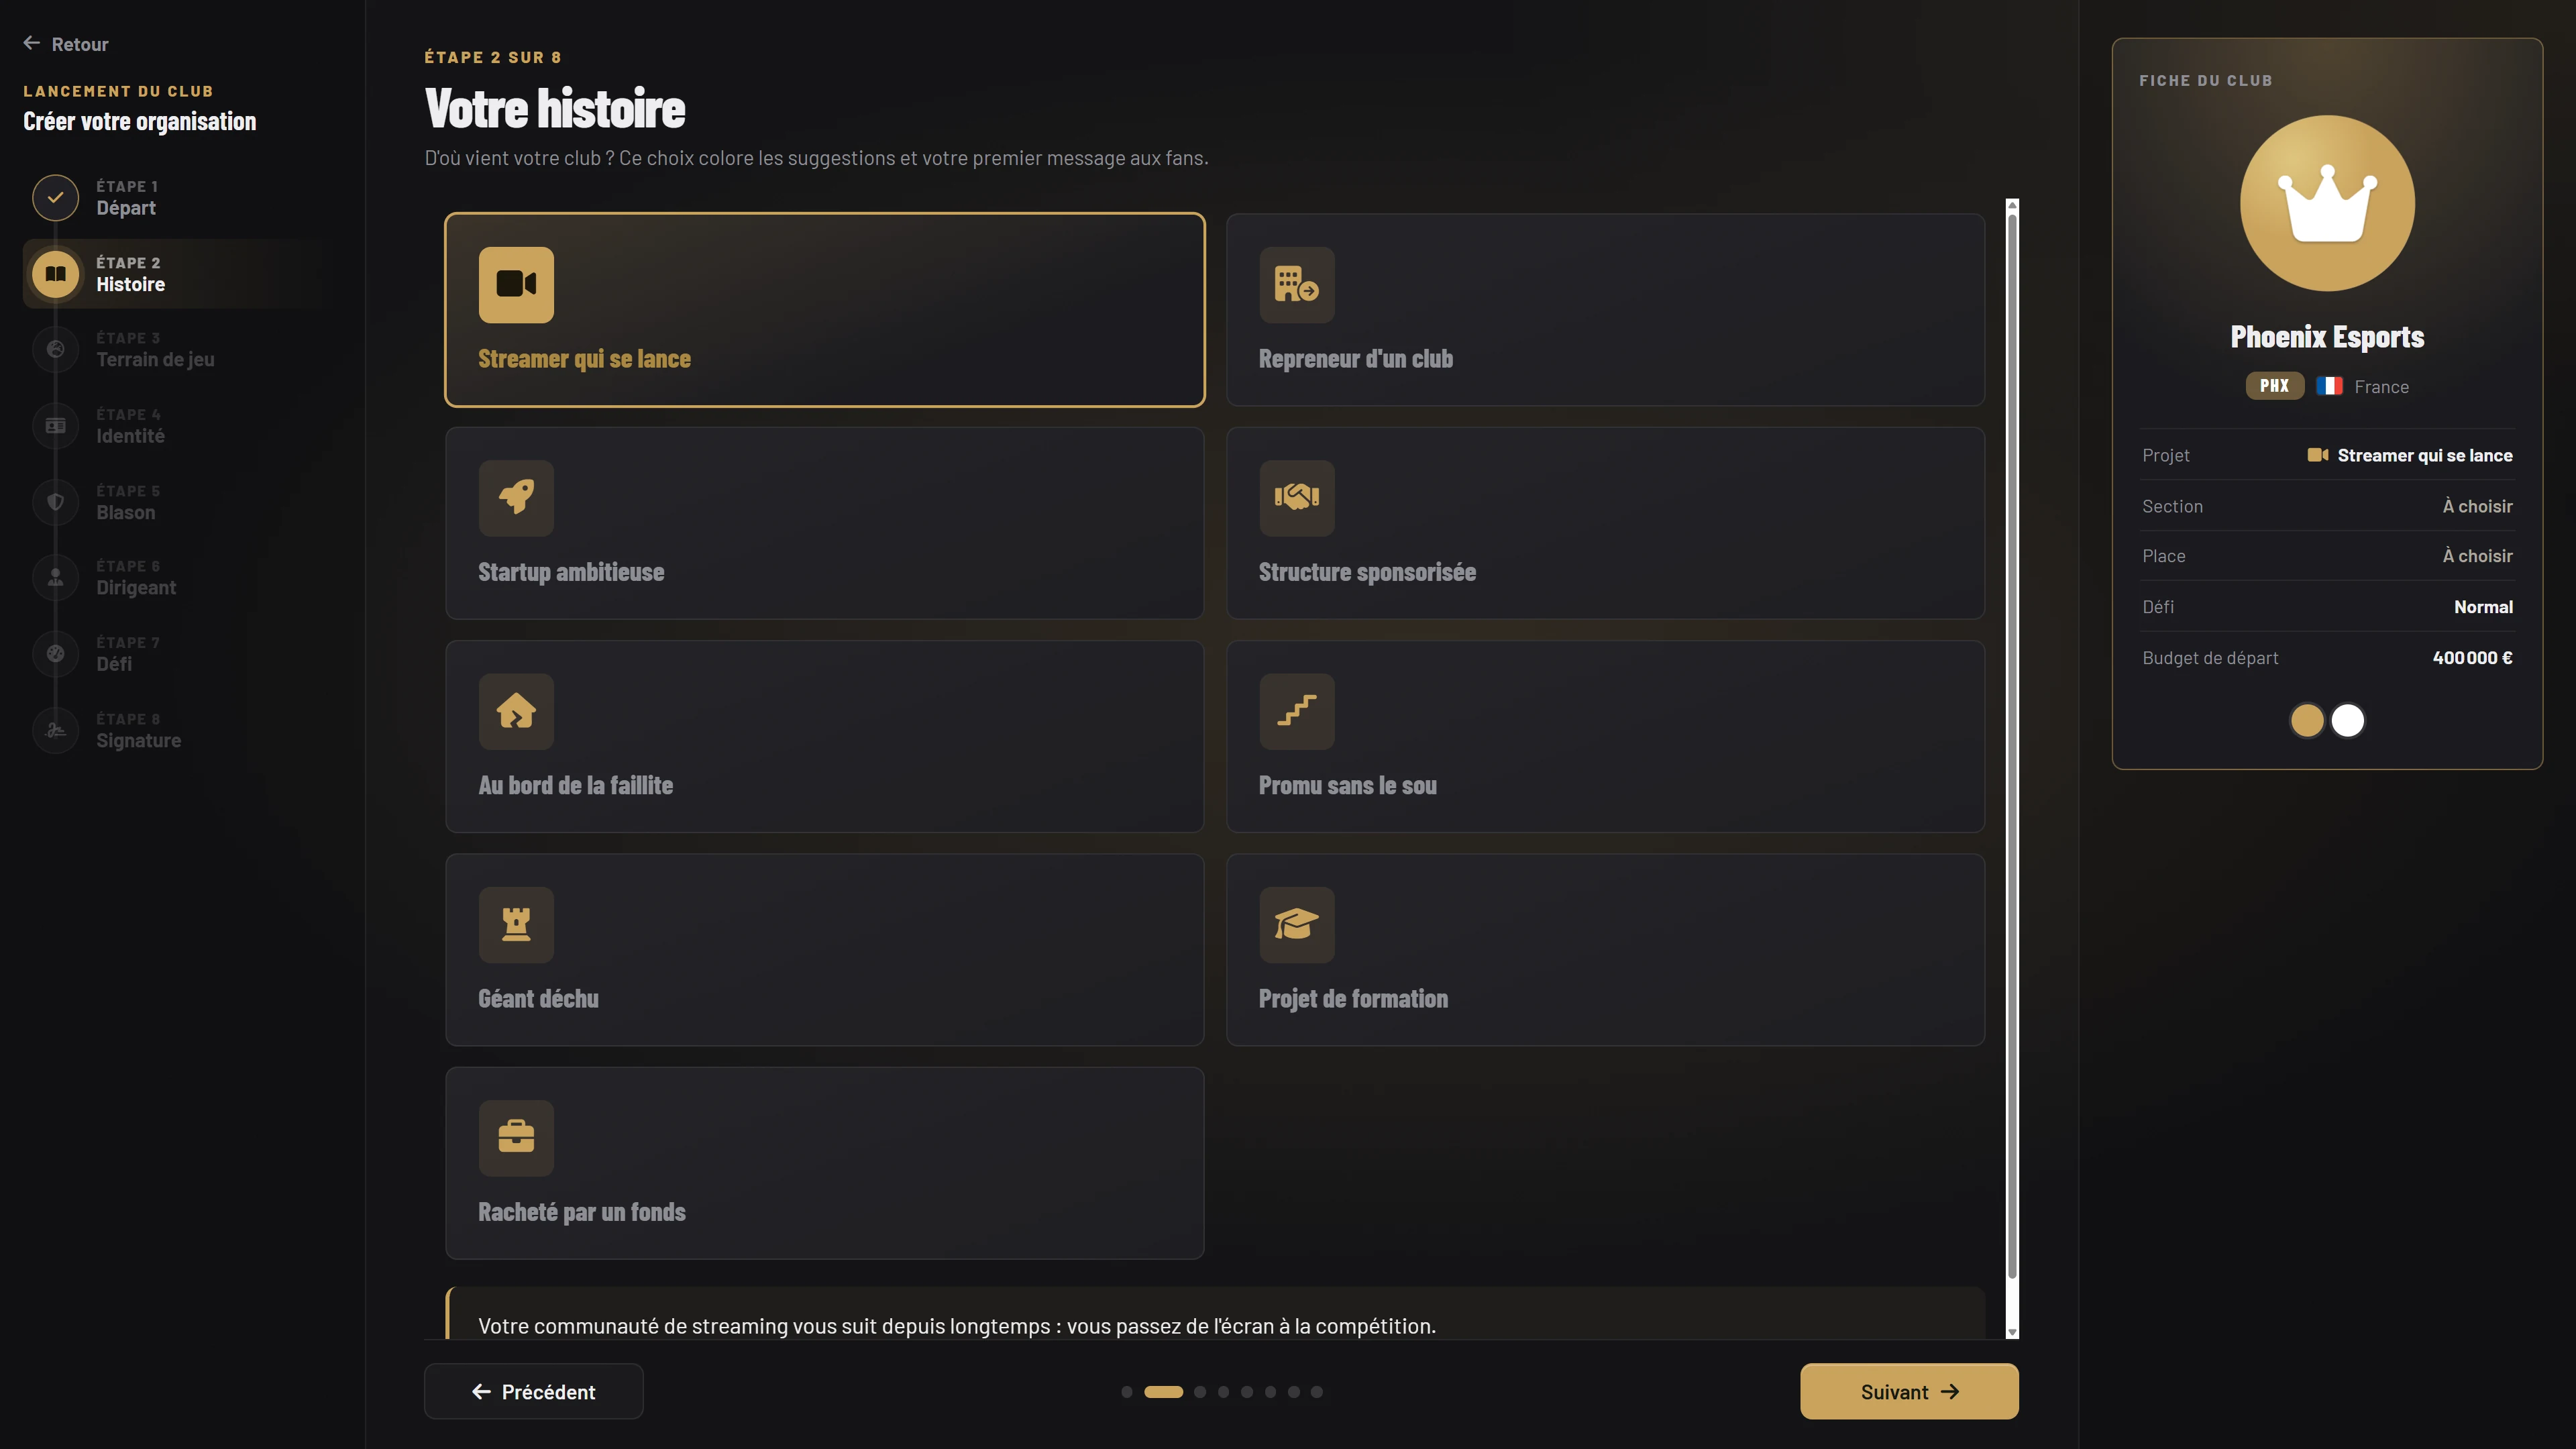 Retour
LANCEMENT DU CLUB
Créer votre organisation
ÉTAPE 1
Départ
ÉTAPE 2
Histoire
ÉTAPE 3
Terrain de jeu
ÉTAPE 4
Identité
ÉTAPE 5
Blason
ÉTAPE 6
Dirigeant
ÉTAPE 7
Défi
ÉTAPE 8
Signature
ÉTAPE 2 SUR 8
Votre histoire
D'où vient votre club ? Ce choix colore les suggestions et votre premier message aux fans.
Streamer qui se lance
Repreneur d'un club
Startup ambitieuse
Structure sponsorisée
Au bord de la faillite
Promu sans le sou
Géant déchu
Projet de formation
Racheté par un fonds
Votre communauté de streaming vous suit depuis longtemps : vous passez de l'écran à la compétition.
Précédent
Suivant
FICHE DU CLUB
Phoenix Esports
PHX France
Projet Streamer qui se lance
Section À choisir
Place À choisir
Défi Normal
Budget de départ 400 000 €